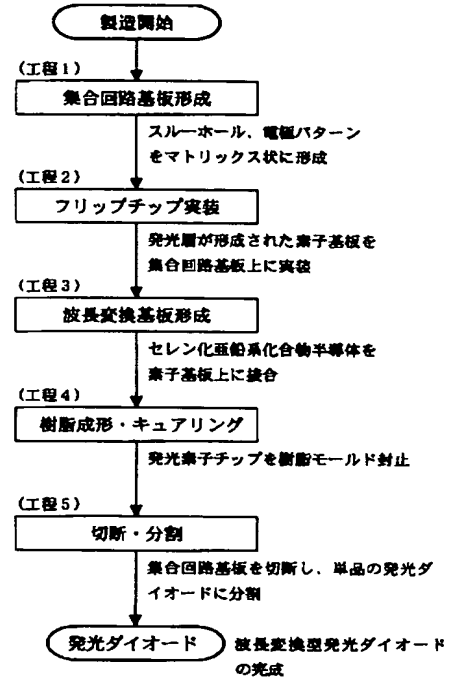 製造開始
(工程1)
集合回路基板形成
スルーホール、電極パターン
をマトリックス状に形成
(工程2)
フリップチップ実装
発光層が形成された素子基板を
集合回路基板上に実装
(工程3)
波長変換基板形成
セレン化亜鉛系化合物半導体を
素子基板上に接合
(工程4)
樹脂成形・キュアリング
発光素子チップを樹脂モールド封止
(工程5)
切断・分割
集合回路基板を切断し、単品の発光ダ
イオードに分割
発光ダイオード
波長変換型発光ダイオード
の完成